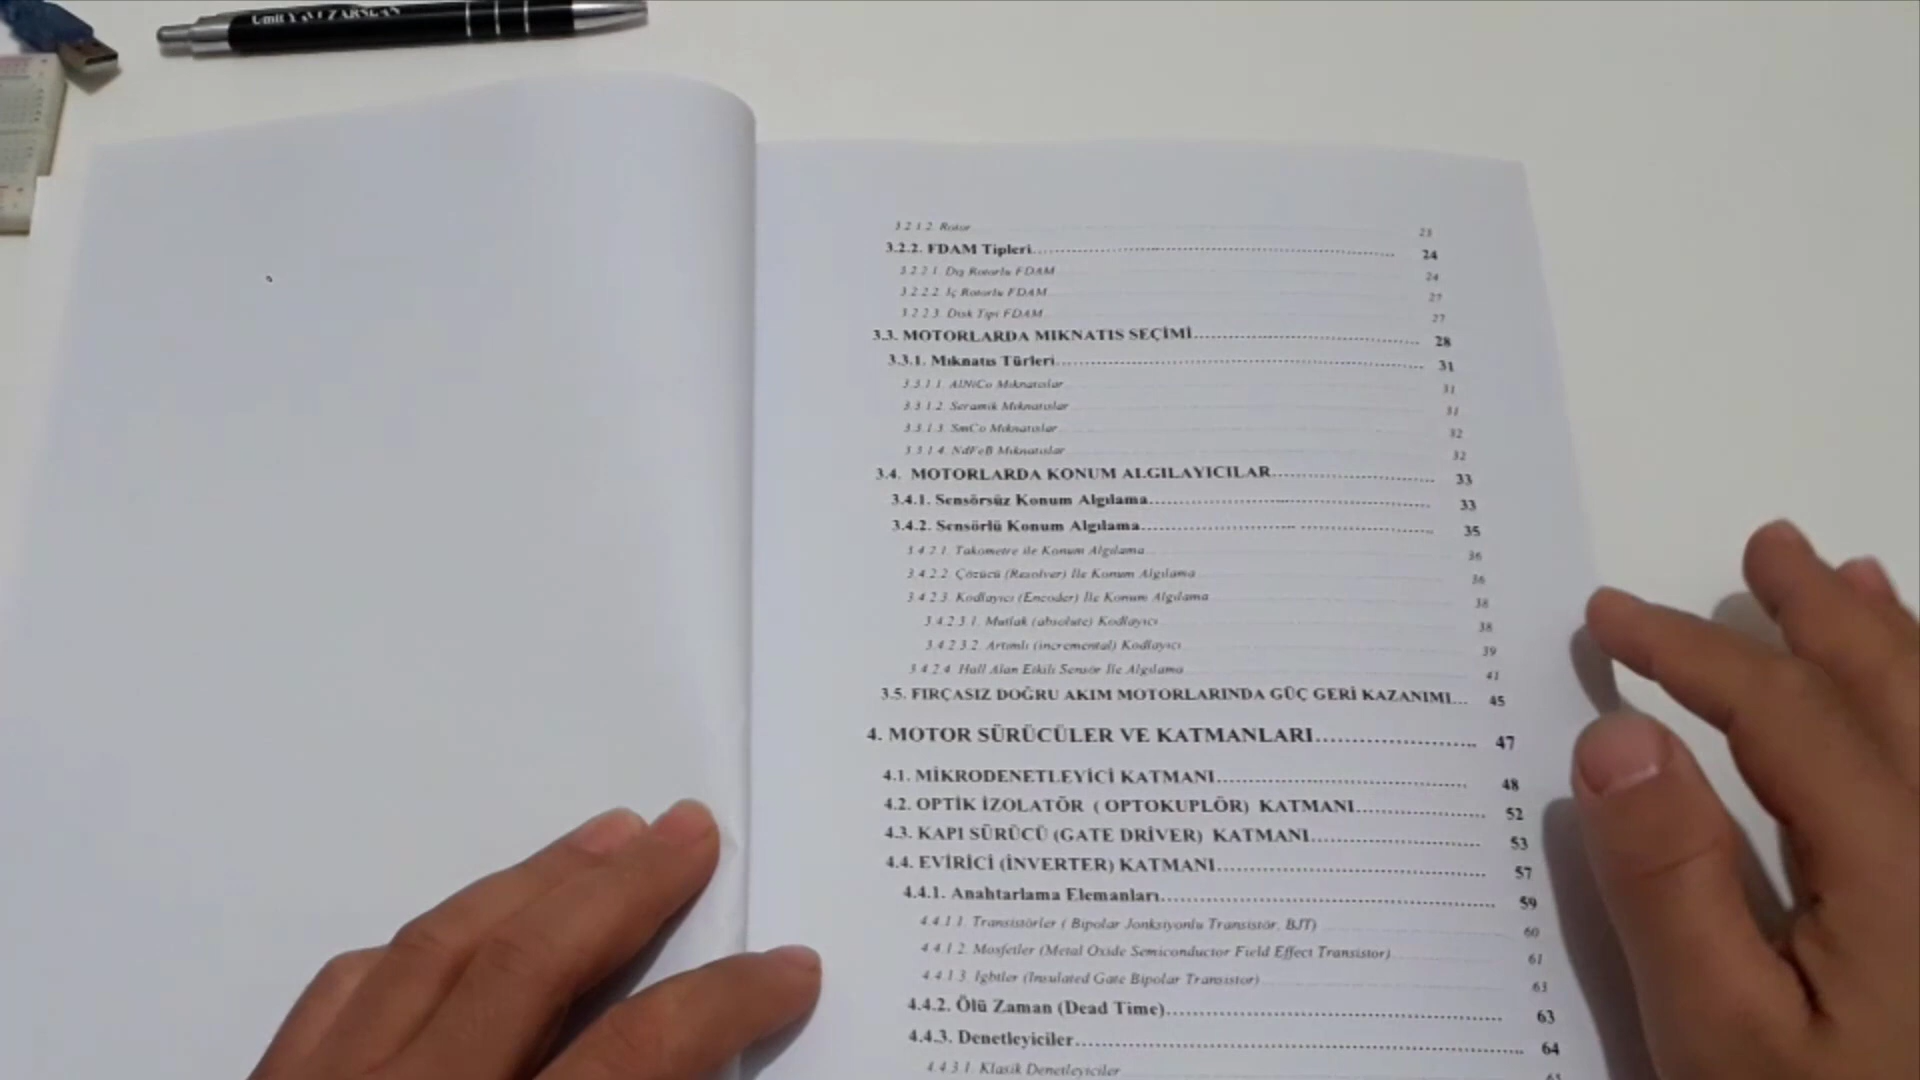 Ümit YAVUZARSLAN
3.2.1.2. Rotor 23
3.2.2. FDAM Tipleri 24
3.2.2.1. Dış Rotorlu FDAM 24
3.2.2.2. İç Rotorlu FDAM 27
3.2.2.3. Disk Tipi FDAM 27
3.3. MOTORLARDA MIKNATIS SEÇİMİ 28
3.3.1. Mıknatıs Türleri 31
3.3.1.1. AlNiCo Mıknatıslar 31
3.3.1.2. Seramik Mıknatıslar 31
3.3.1.3. SmCo Mıknatıslar 32
3.3.1.4. NdFeB Mıknatıslar 32
3.4. MOTORLARDA KONUM ALGILAYICILAR 33
3.4.1. Sensörsüz Konum Algılama 33
3.4.2. Sensörlü Konum Algılama 35
3.4.2.1. Takometre ile Konum Algılama 36
3.4.2.2. Çözücü (Resolver) İle Konum Algılama 36
3.4.2.3. Kodlayıcı (Encoder) İle Konum Algılama 38
3.4.2.3.1. Mutlak (absolute) Kodlayıcı 38
3.4.2.3.2. Artımlı (incremental) Kodlayıcı 39
3.4.2.4. Hall Alan Etkili Sensör İle Algılama 41
3.5. FIRÇASIZ DOĞRU AKIM MOTORLARINDA GÜÇ GERİ KAZANIMI... 45
4. MOTOR SÜRÜCÜLER VE KATMANLARI 47
4.1. MİKRODENETLEYİCİ KATMANI 48
4.2. OPTİK İZOLATÖR ( OPTOKUPLÖR) KATMANI 52
4.3. KAPI SÜRÜCÜ (GATE DRİVER) KATMANI 53
4.4. EVİRİCİ (İNVERTER) KATMANI 57
4.4.1. Anahtarlama Elemanları 59
4.4.1.1. Transistörler ( Bipolar Jonksiyonlu Transistör, BJT) 60
4.4.1.2. Mosfetler (Metal Oxide Semiconductor Field Effect Transistor) 61
4.4.1.3. Igbtler (Insulated Gate Bipolar Transistor) 63
4.4.2. Ölü Zaman (Dead Time) 63
4.4.3. Denetleyiciler 64
4.4.3.1. Klasik Denetleyiciler